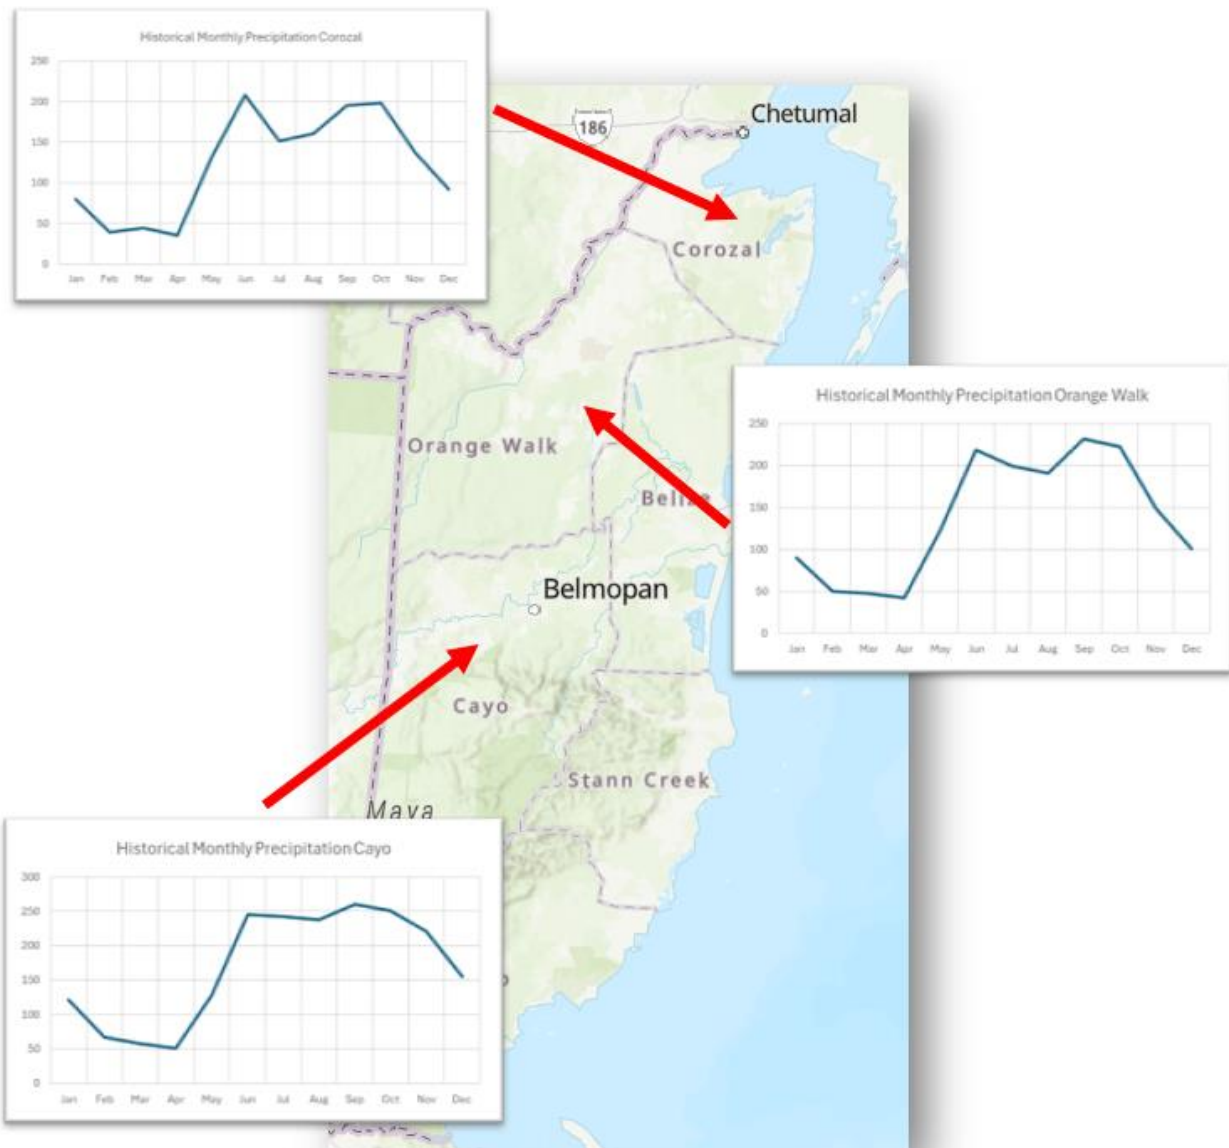 Historical Monthly Precipitation Corozal
250
200
150
100
50
0
Jan Feb Mar Apr May Jun Jul Aug Sep Oct Nov Dec
186
Chetumal
Corozal
Orange Walk
Belize
Belmopan
Cayo
Stann Creek
Maya
Historical Monthly Precipitation Orange Walk
250
200
150
100
50
0
Jan Feb Mar Apr May Jun Jul Aug Sep Oct Nov Dec
Historical Monthly Precipitation Cayo
300
250
200
150
100
50
0
Jan Feb Mar Apr May Jun Jul Aug Sep Oct Nov Dec